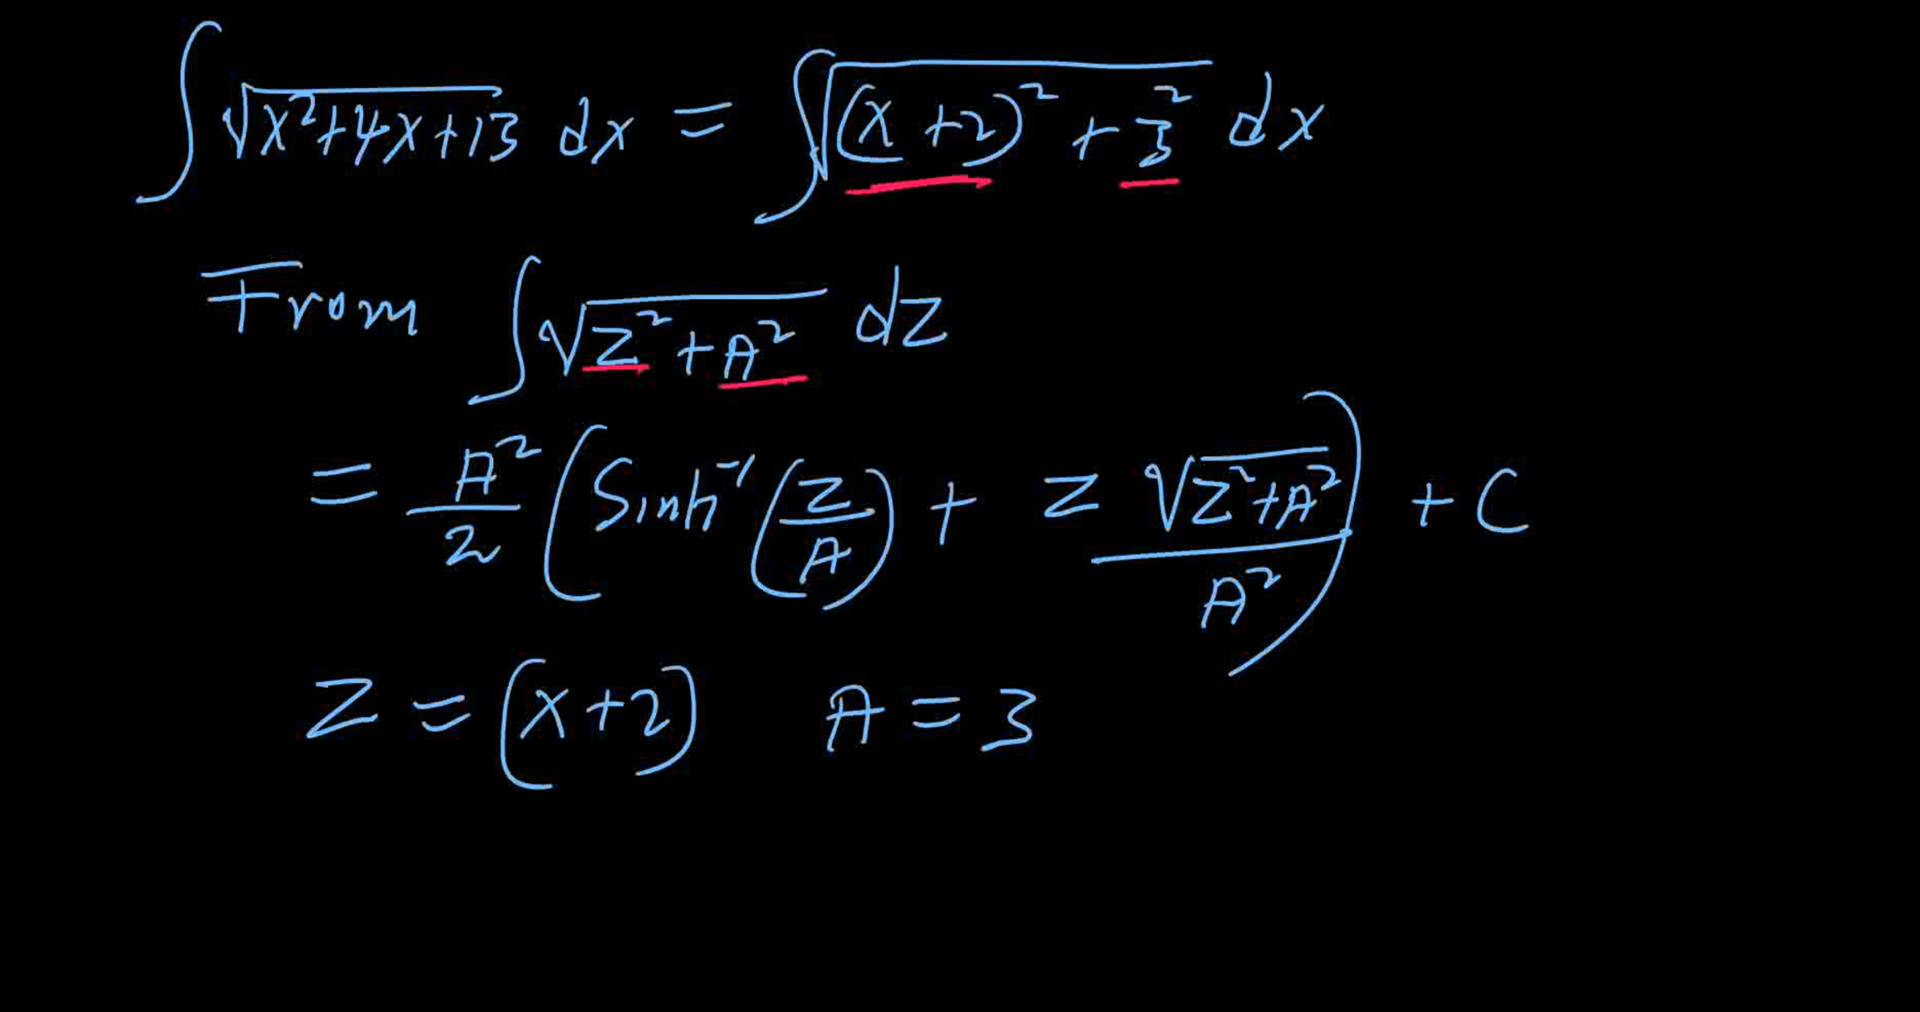 ∫√(x²+4x+13) dx = ∫√((x+2)²+3²) dx
From ∫√(z²+A²) dz
= A²/2 (Sinh⁻¹(z/A) + z√(z²+A²)/A²) + C
z = (x+2) A = 3